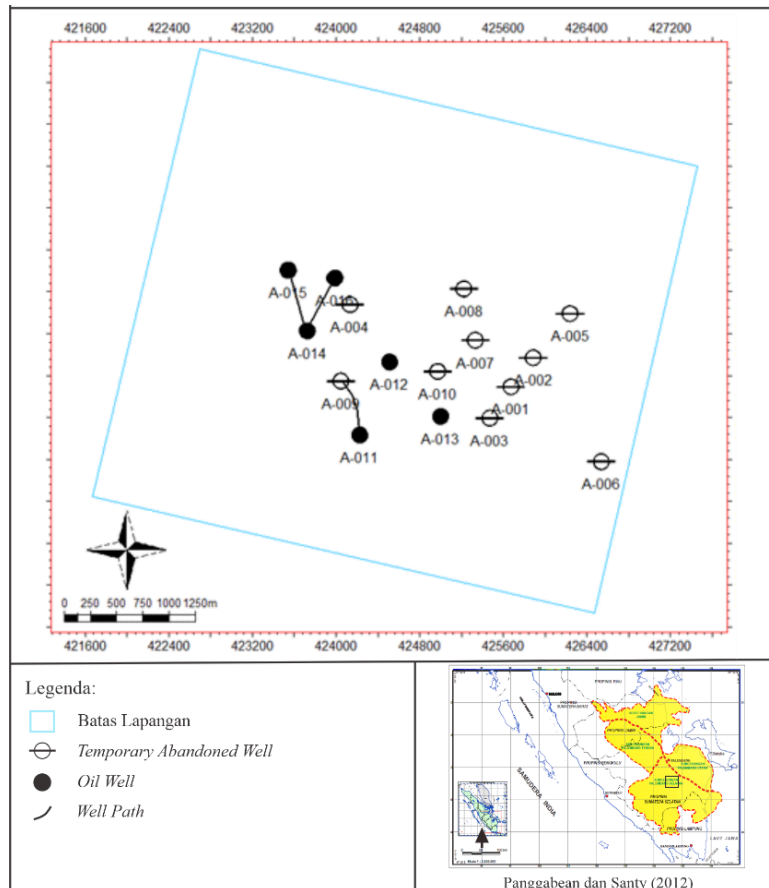 421600 422400 423200 424000 424800 425600 426400 427200
A-015
A-016
A-004
A-008
A-005
A-014
A-007
A-002
A-012
A-010
A-009
A-001
A-013
A-003
A-011
A-006
0 250 500 750 1000 1250m
421600 422400 423200 424000 424800 425600 426400 427200
Legenda:
Batas Lapangan
Temporary Abandoned Well
Oil Well
Well Path
SAMUDERA INDIA
LAUT JAWA
Panggabean dan Santy (2012)